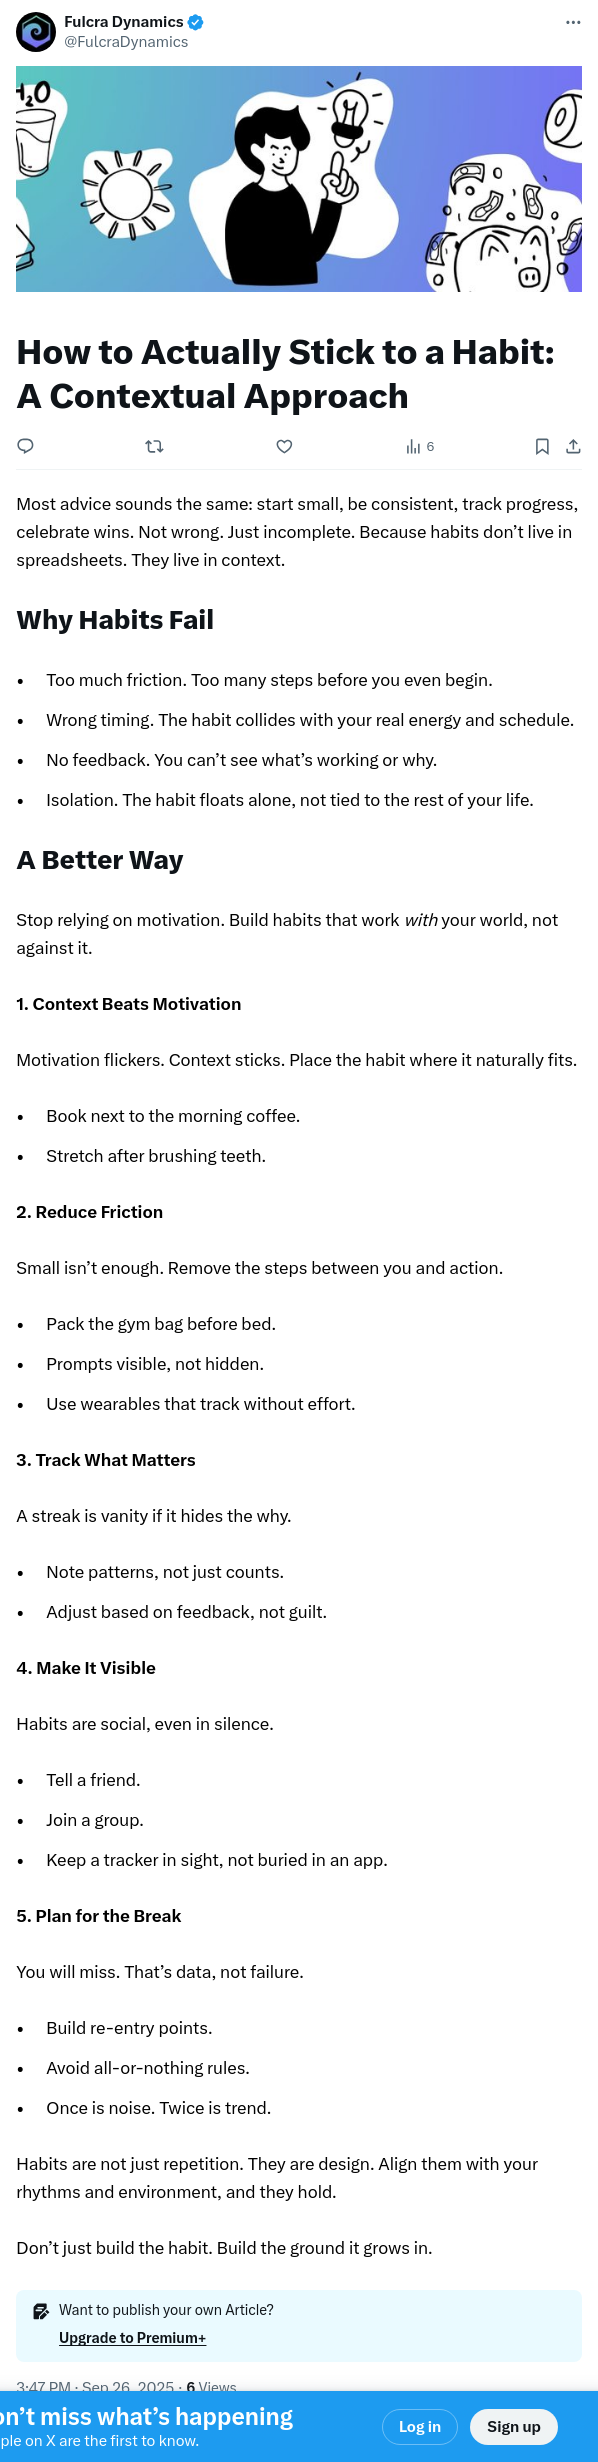 Fulcra Dynamics
@FulcraDynamics
H₂O
How to Actually Stick to a Habit:
A Contextual Approach
6
Most advice sounds the same: start small, be consistent, track progress,
celebrate wins. Not wrong. Just incomplete. Because habits don’t live in
spreadsheets. They live in context.
Why Habits Fail
• Too much friction. Too many steps before you even begin.
• Wrong timing. The habit collides with your real energy and schedule.
• No feedback. You can’t see what’s working or why.
• Isolation. The habit floats alone, not tied to the rest of your life.
A Better Way
Stop relying on motivation. Build habits that work with your world, not
against it.
1. Context Beats Motivation
Motivation flickers. Context sticks. Place the habit where it naturally fits.
• Book next to the morning coffee.
• Stretch after brushing teeth.
2. Reduce Friction
Small isn’t enough. Remove the steps between you and action.
• Pack the gym bag before bed.
• Prompts visible, not hidden.
• Use wearables that track without effort.
3. Track What Matters
A streak is vanity if it hides the why.
• Note patterns, not just counts.
• Adjust based on feedback, not guilt.
4. Make It Visible
Habits are social, even in silence.
• Tell a friend.
• Join a group.
• Keep a tracker in sight, not buried in an app.
5. Plan for the Break
You will miss. That’s data, not failure.
• Build re-entry points.
• Avoid all-or-nothing rules.
• Once is noise. Twice is trend.
Habits are not just repetition. They are design. Align them with your
rhythms and environment, and they hold.
Don’t just build the habit. Build the ground it grows in.
Want to publish your own Article?
Upgrade to Premium+
3:47 PM · Sep 26, 2025 · 6 Views
on’t miss what’s happening
ple on X are the first to know.
Log in
Sign up